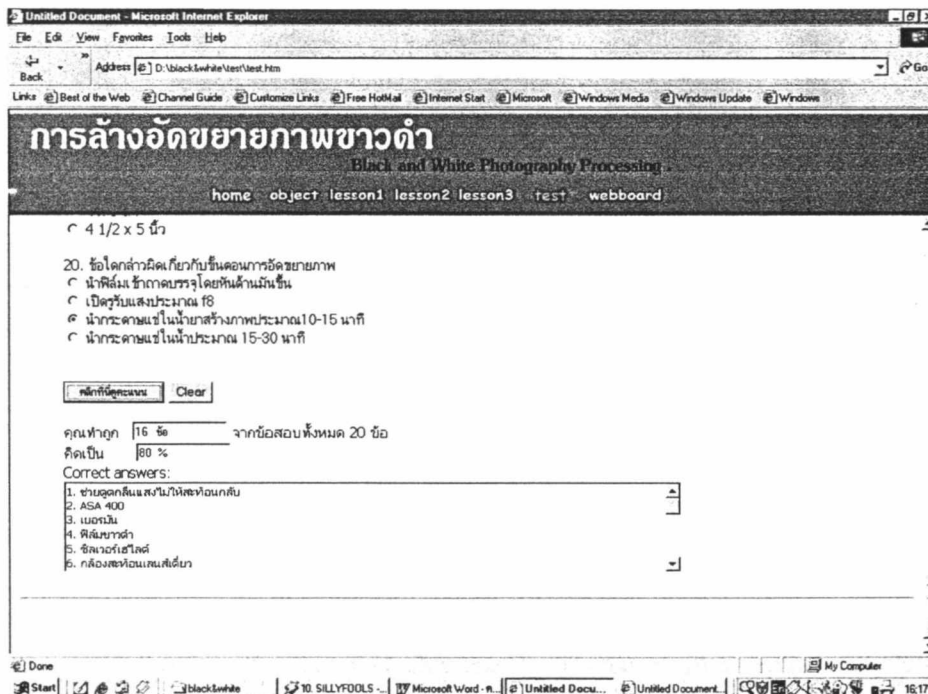 Untitled Document - Microsoft Internet Explorer
File Edit View Favorites Tools Help
Back Address D:\black&white\test\test.htm Go
Links Best of the Web Channel Guide Customize Links Free HotMail Internet Start Microsoft Windows Media Windows Update Windows
การล้างอัดขยายภาพขาวดำ
Black and White Photography Processing .
home object lesson1 lesson2 lesson3 test webboard
4 1/2 x 5 นิ้ว
20. ข้อใดกล่าวผิดเกี่ยวกับขั้นตอนการอัดขยายภาพ
นำฟิล์มเข้าถาดบรรจุโดยหันด้านมันขึ้น
เปิดรูรับแสงประมาณ f8
นำกระดาษแช่ในน้ำยาสร้างภาพประมาณ10-15 นาที
นำกระดาษแช่ในน้ำประมาณ 15-30 นาที
คลิกที่นี่ดูคะแนน Clear
คุณทำถูก 16 ข้อ จากข้อสอบทั้งหมด 20 ข้อ
คิดเป็น 80 %
Correct answers:
1. ช่วยดูดกลืนแสงไม่ให้สะท้อนกลับ
2. ASA 400
3. เยอรมัน
4. ฟิล์มขาวดำ
5. ซิลเวอร์เฮไลด์
6. กล้องสะท้อนเลนส์เดี่ยว
Done My Computer
Start black&white 10. SILLYFOOLS -... Microsoft Word - ก... Untitled Docu... Untitled Document... 16:17